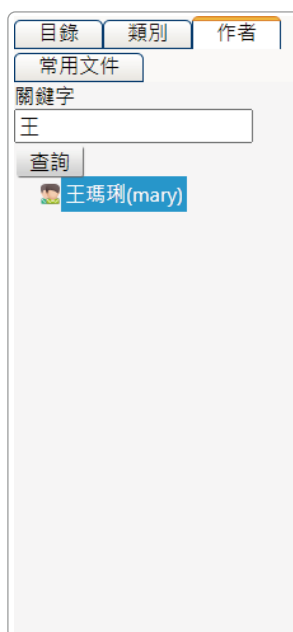 目錄 類別 作者
常用文件
關鍵字
王
查詢
王瑪琍(mary)